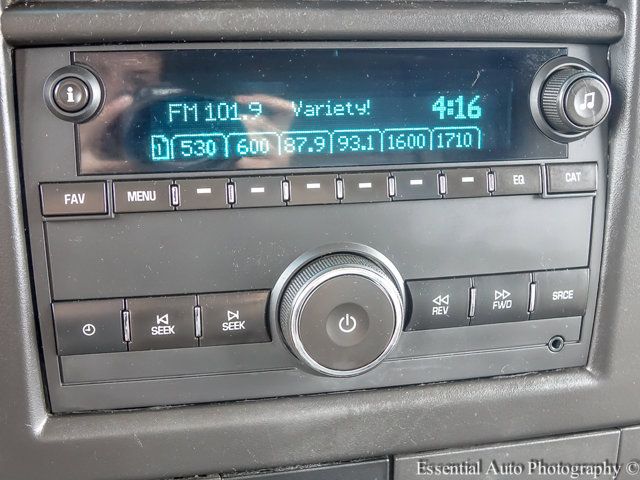 FM 101.9 Variety! 4:16
1 530 600 87.9 93.1 1600 1710
FAV MENU EQ CAT
SEEK SEEK REV FWD SRCE
Essential Auto Photography ©